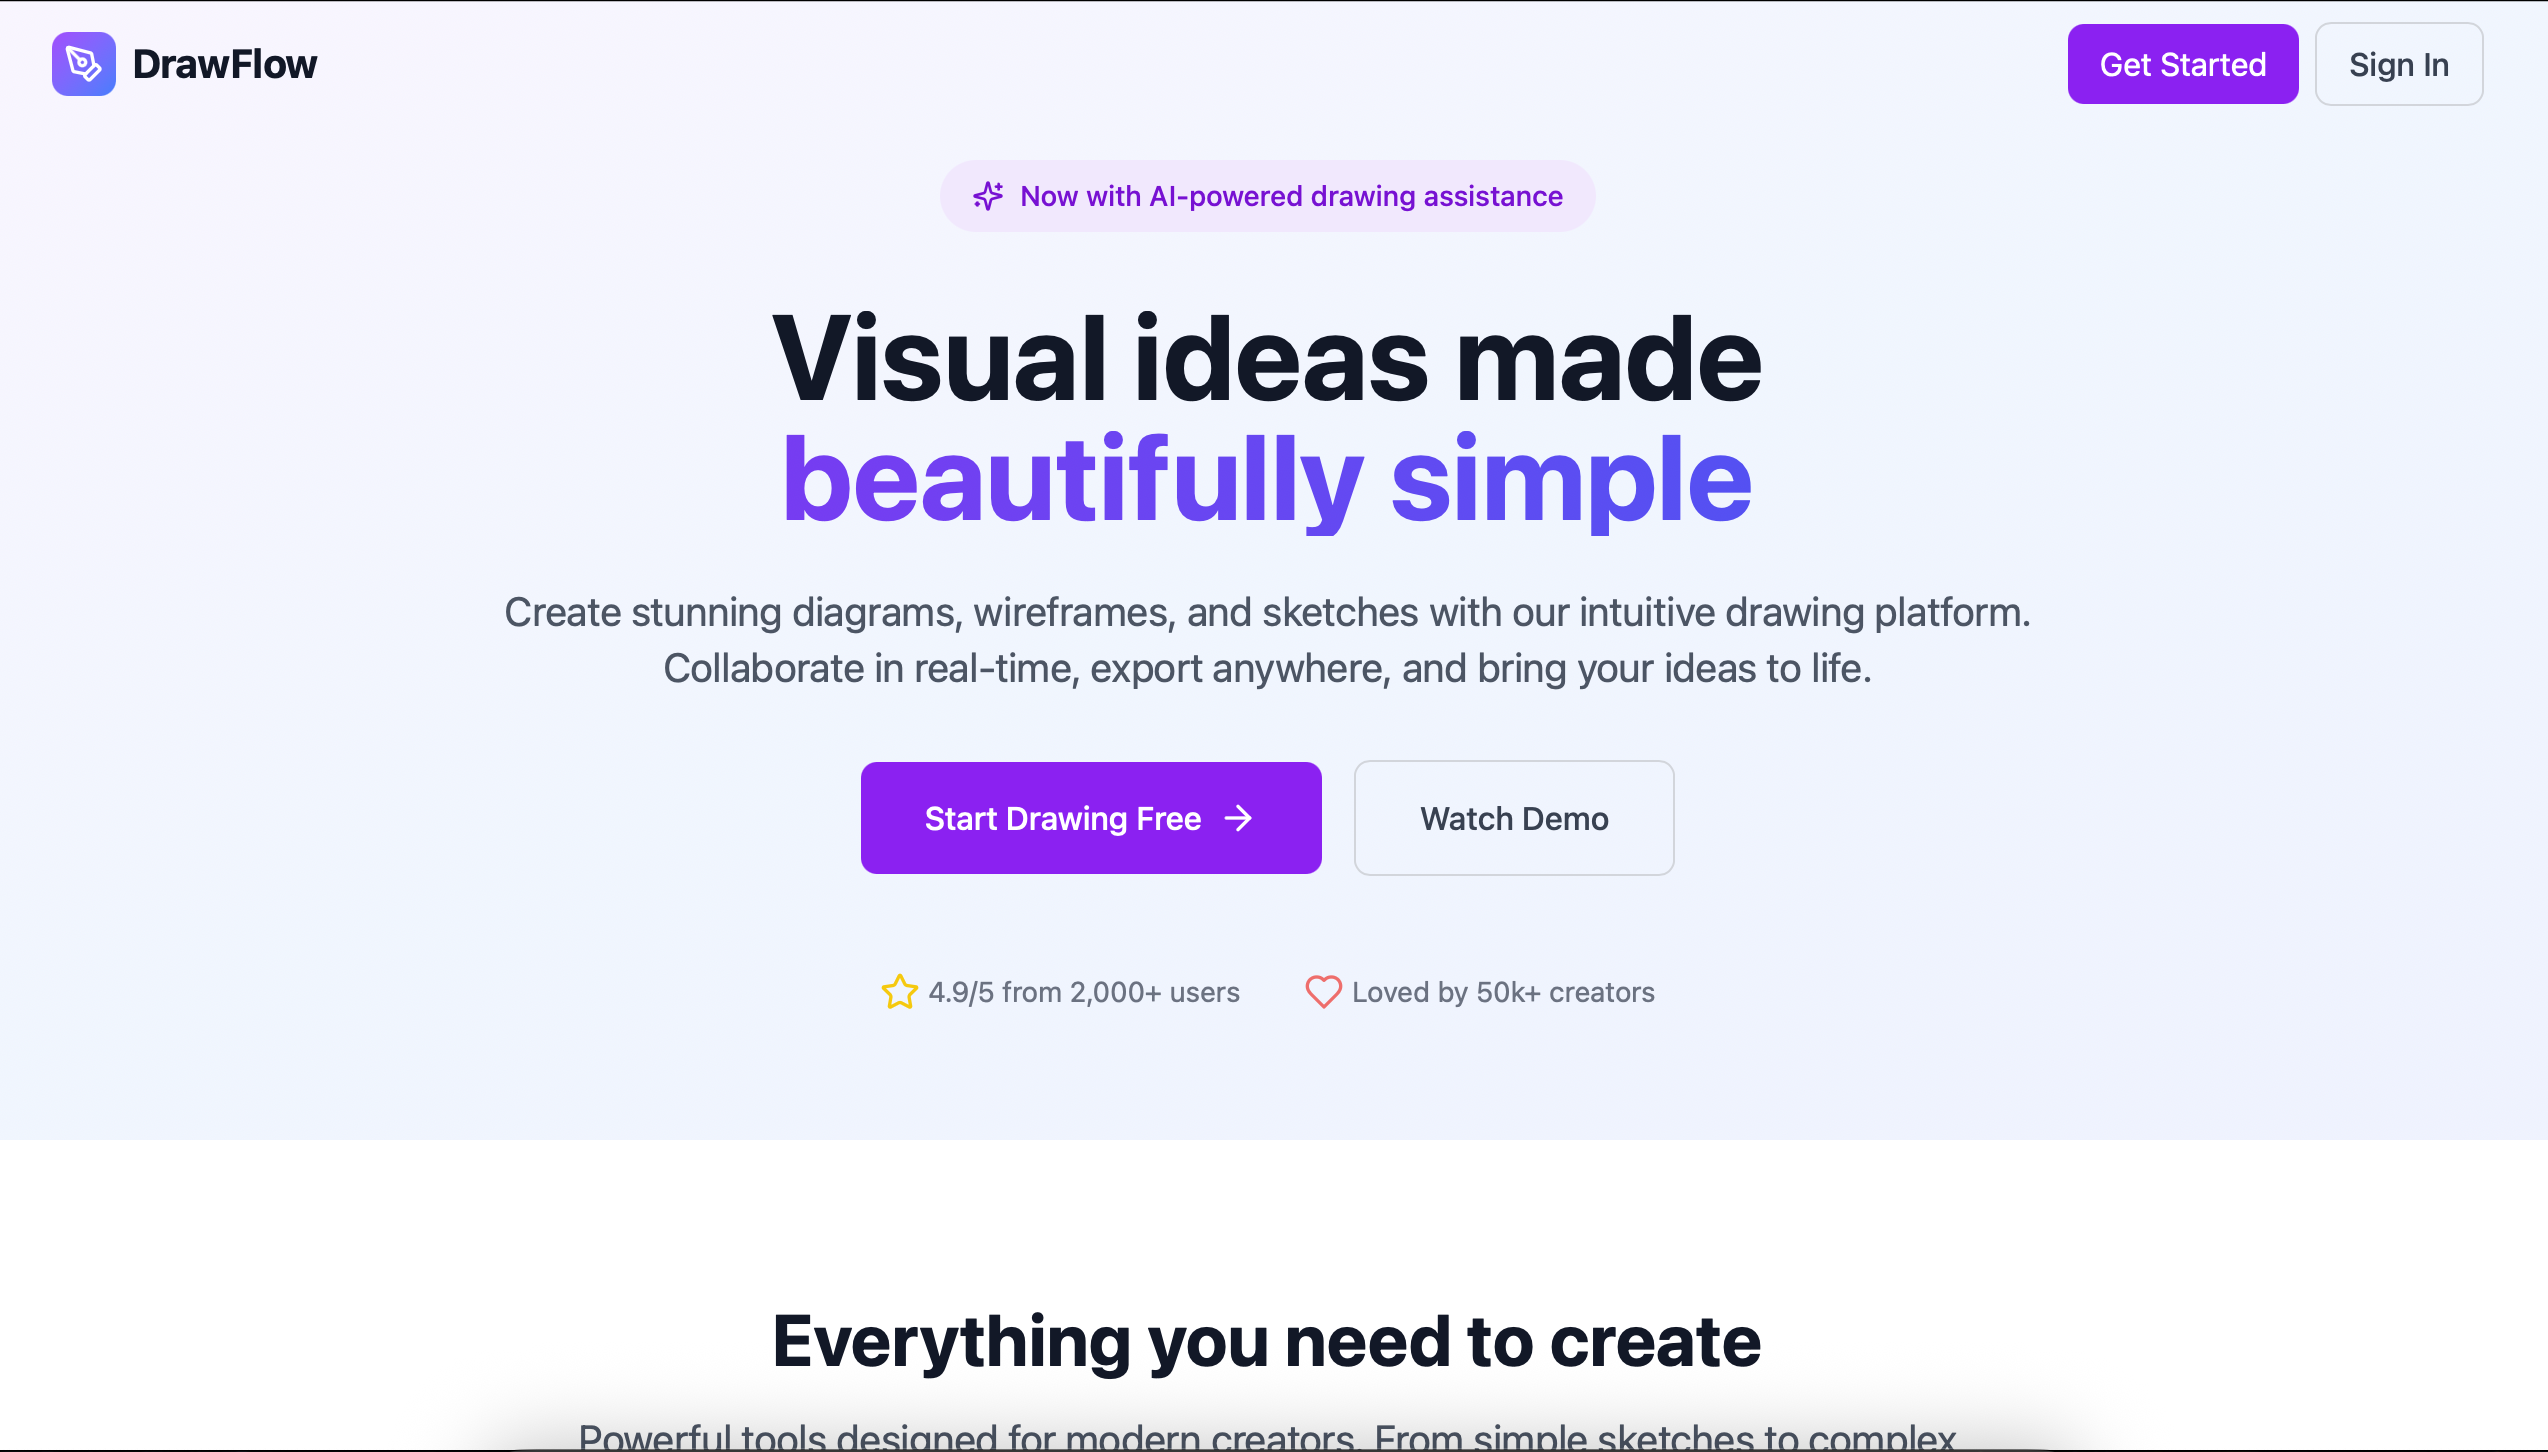 DrawFlow
Get Started
Sign In
Now with AI-powered drawing assistance
Visual ideas made
beautifully simple
Create stunning diagrams, wireframes, and sketches with our intuitive drawing platform.
Collaborate in real-time, export anywhere, and bring your ideas to life.
Start Drawing Free
Watch Demo
4.9/5 from 2,000+ users
Loved by 50k+ creators
Everything you need to create
Powerful tools designed for modern creators. From simple sketches to complex